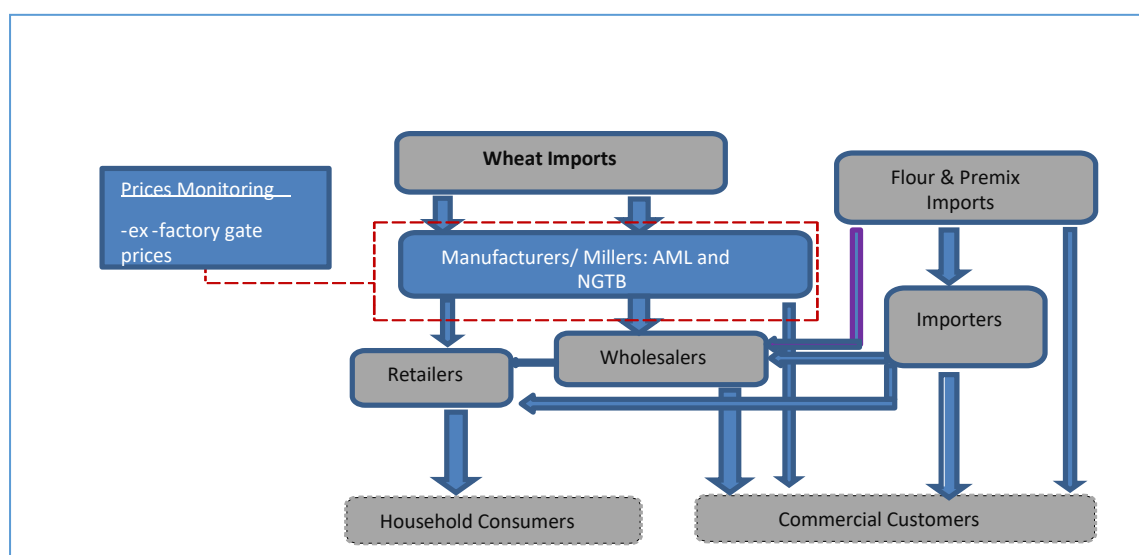 Wheat Imports
Prices Monitoring
-ex -factory gate
prices
Flour & Premix
Imports
Manufacturers/ Millers: AML and
NGTB
Importers
Wholesalers
Retailers
Household Consumers
Commercial Customers